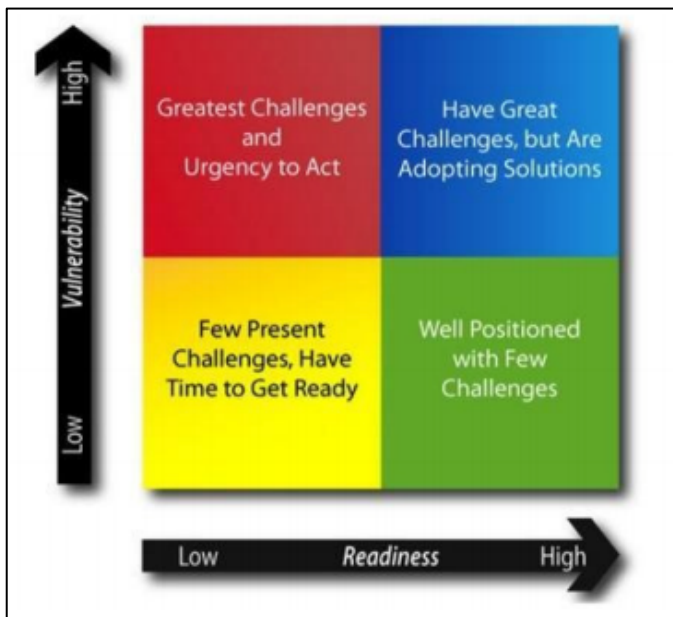 High
Vulnerability
Low
Greatest Challenges
and
Urgency to Act
Have Great
Challenges, but Are
Adopting Solutions
Few Present
Challenges, Have
Time to Get Ready
Well Positioned
with Few
Challenges
Low Readiness High